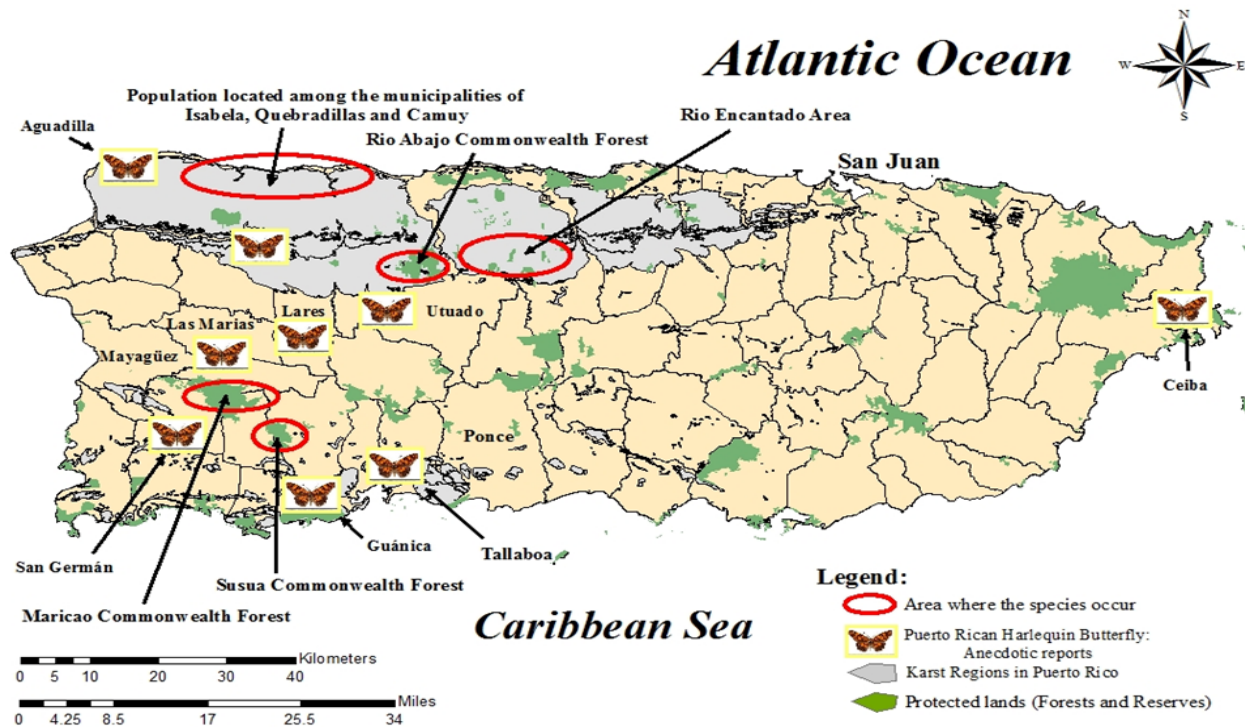 Atlantic Ocean
N
W
E
S
Population located among the municipalities of
Isabela, Quebradillas and Camuy
Aguadilla
Rio Abajo Commonwealth Forest
Rio Encantado Area
San Juan
Lares
Utuado
Las Marias
Mayagüez
Ceiba
Ponce
Guánica
Tallaboa
San Germán
Susua Commonwealth Forest
Maricao Commonwealth Forest
Caribbean Sea
Legend:
Area where the species occur
Puerto Rican Harlequin Butterfly:
Anecdotic reports
Karst Regions in Puerto Rico
Protected lands (Forests and Reserves)
Kilometers
0 5 10 20 30 40
Miles
0 4.25 8.5 17 25.5 34